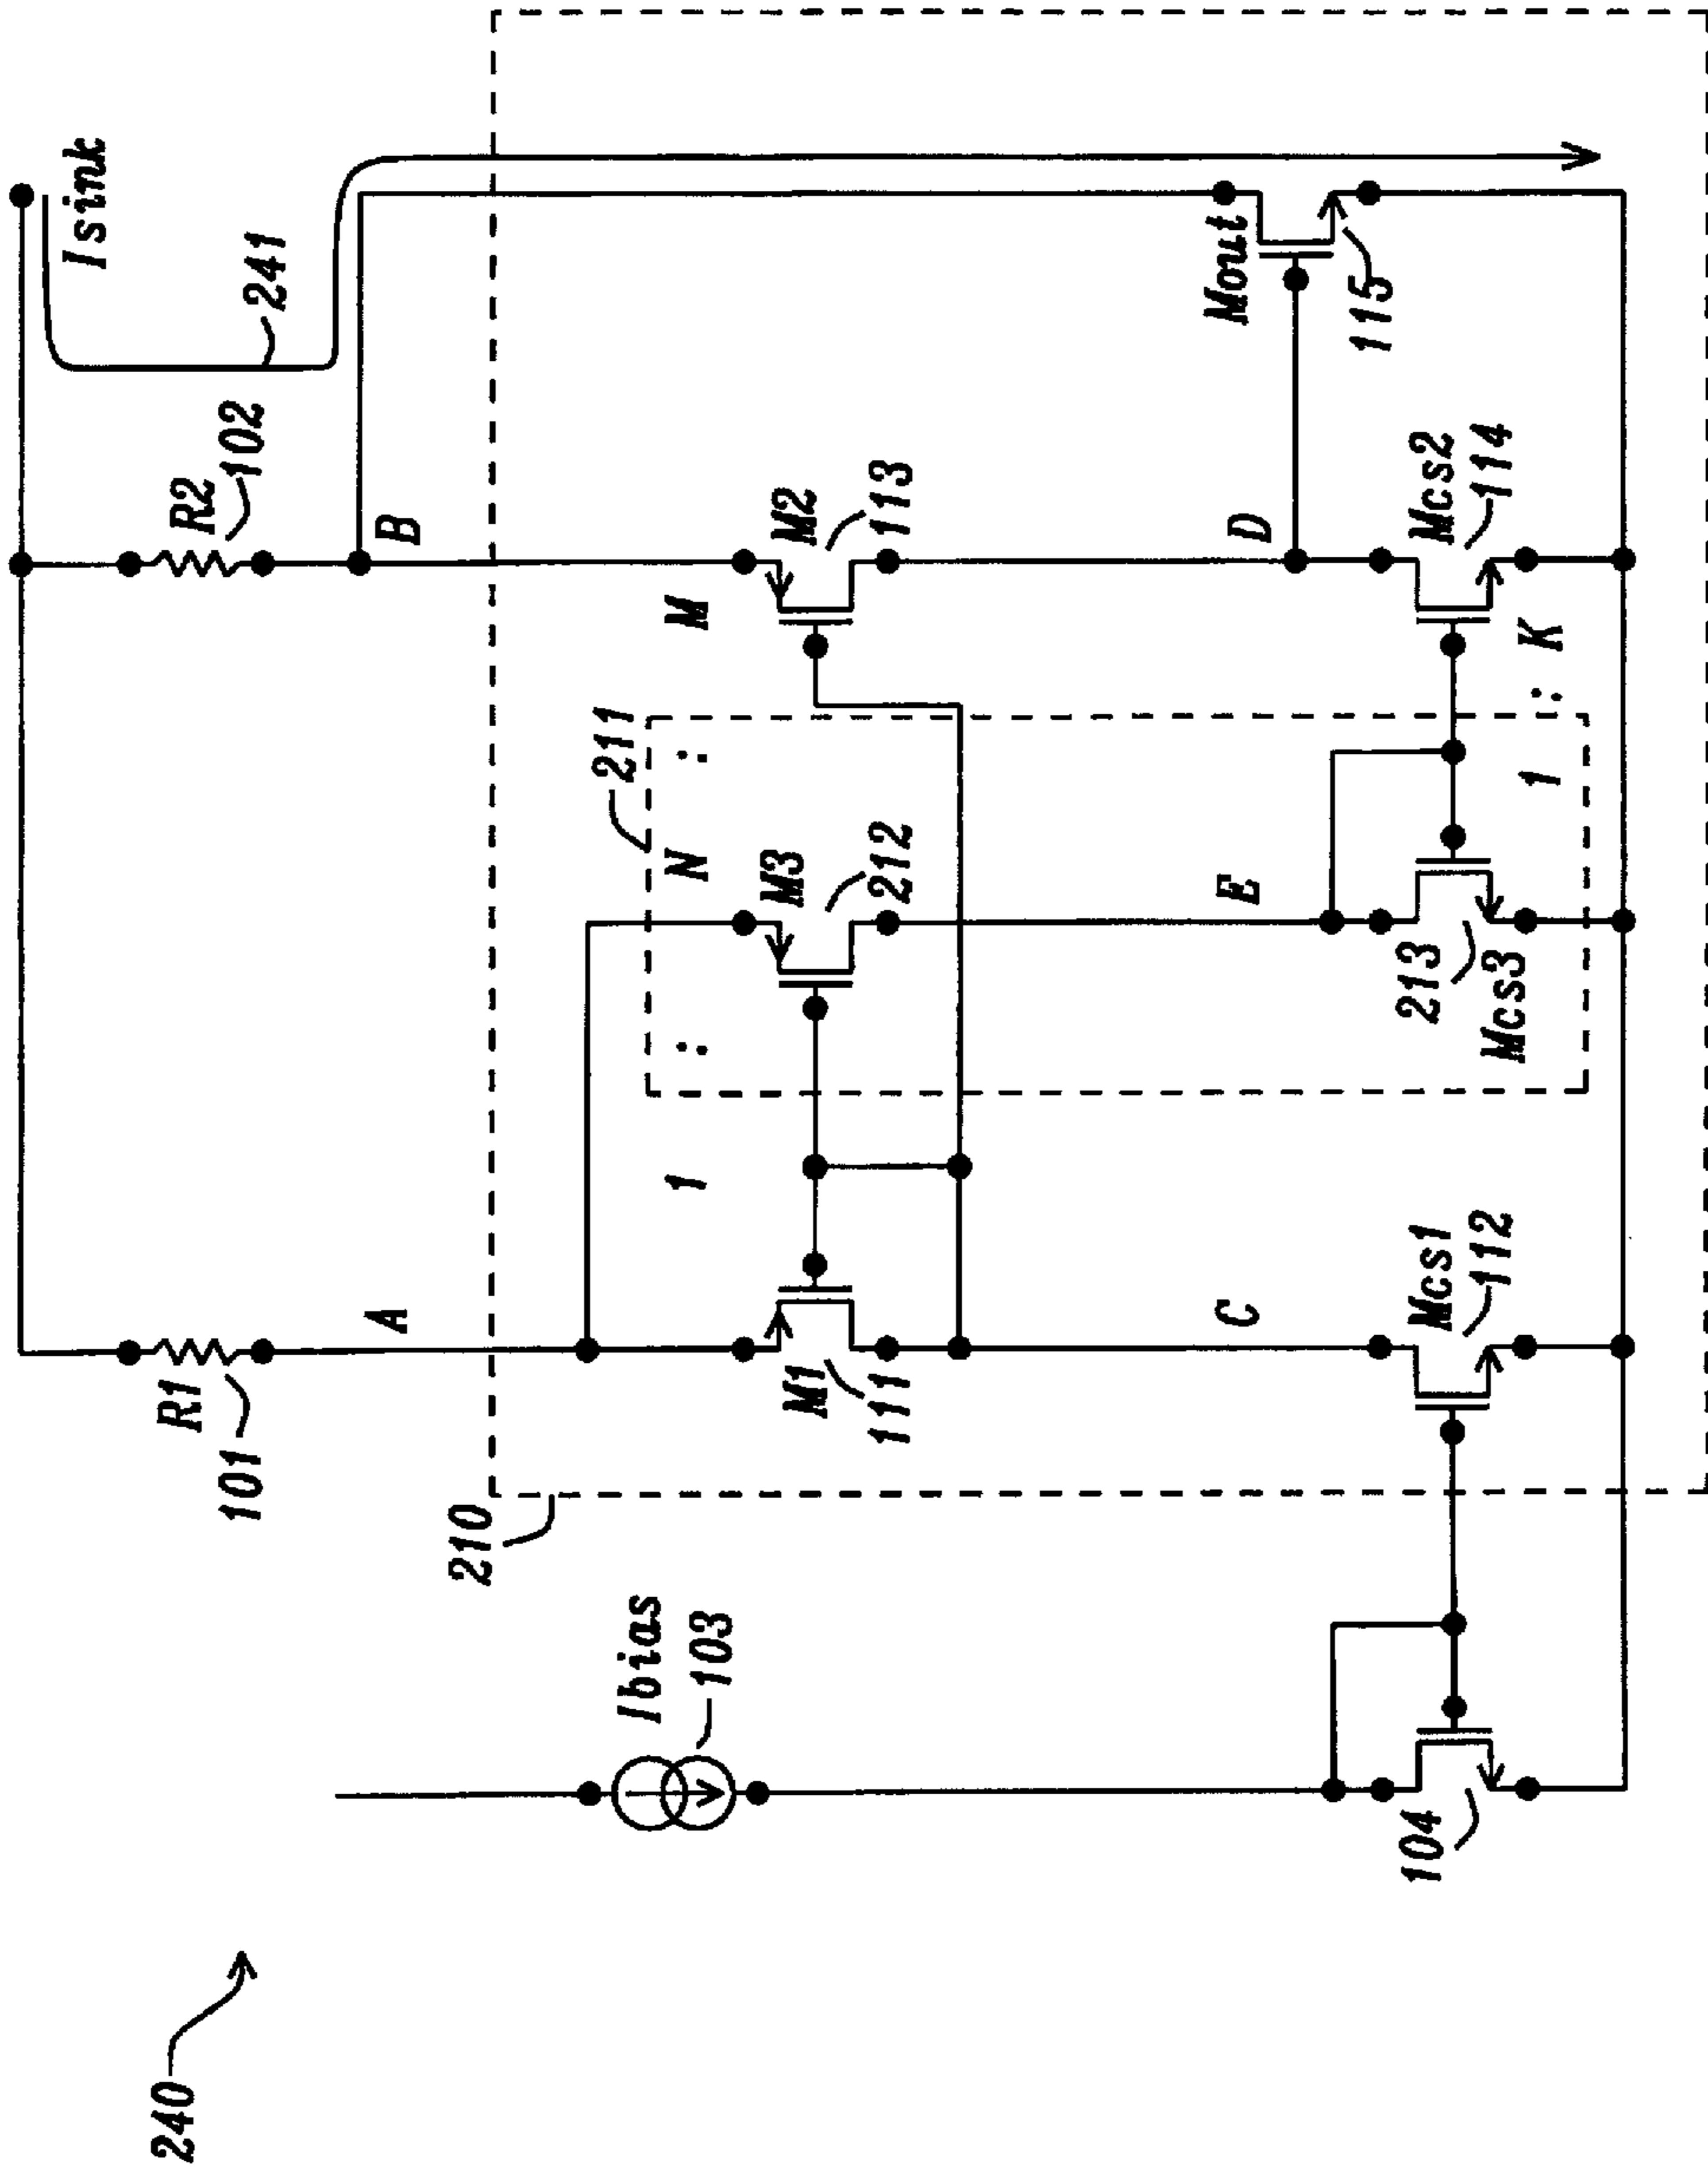 240
Isink
241
R1
101
R2
102
A
B
210
211
Ibias
103
1 : N : M
M1
111
M3
212
M2
113
C
E
D
Mout
115
104
Mcs1
112
213
Mcs3
Mcs2
114
1 : K